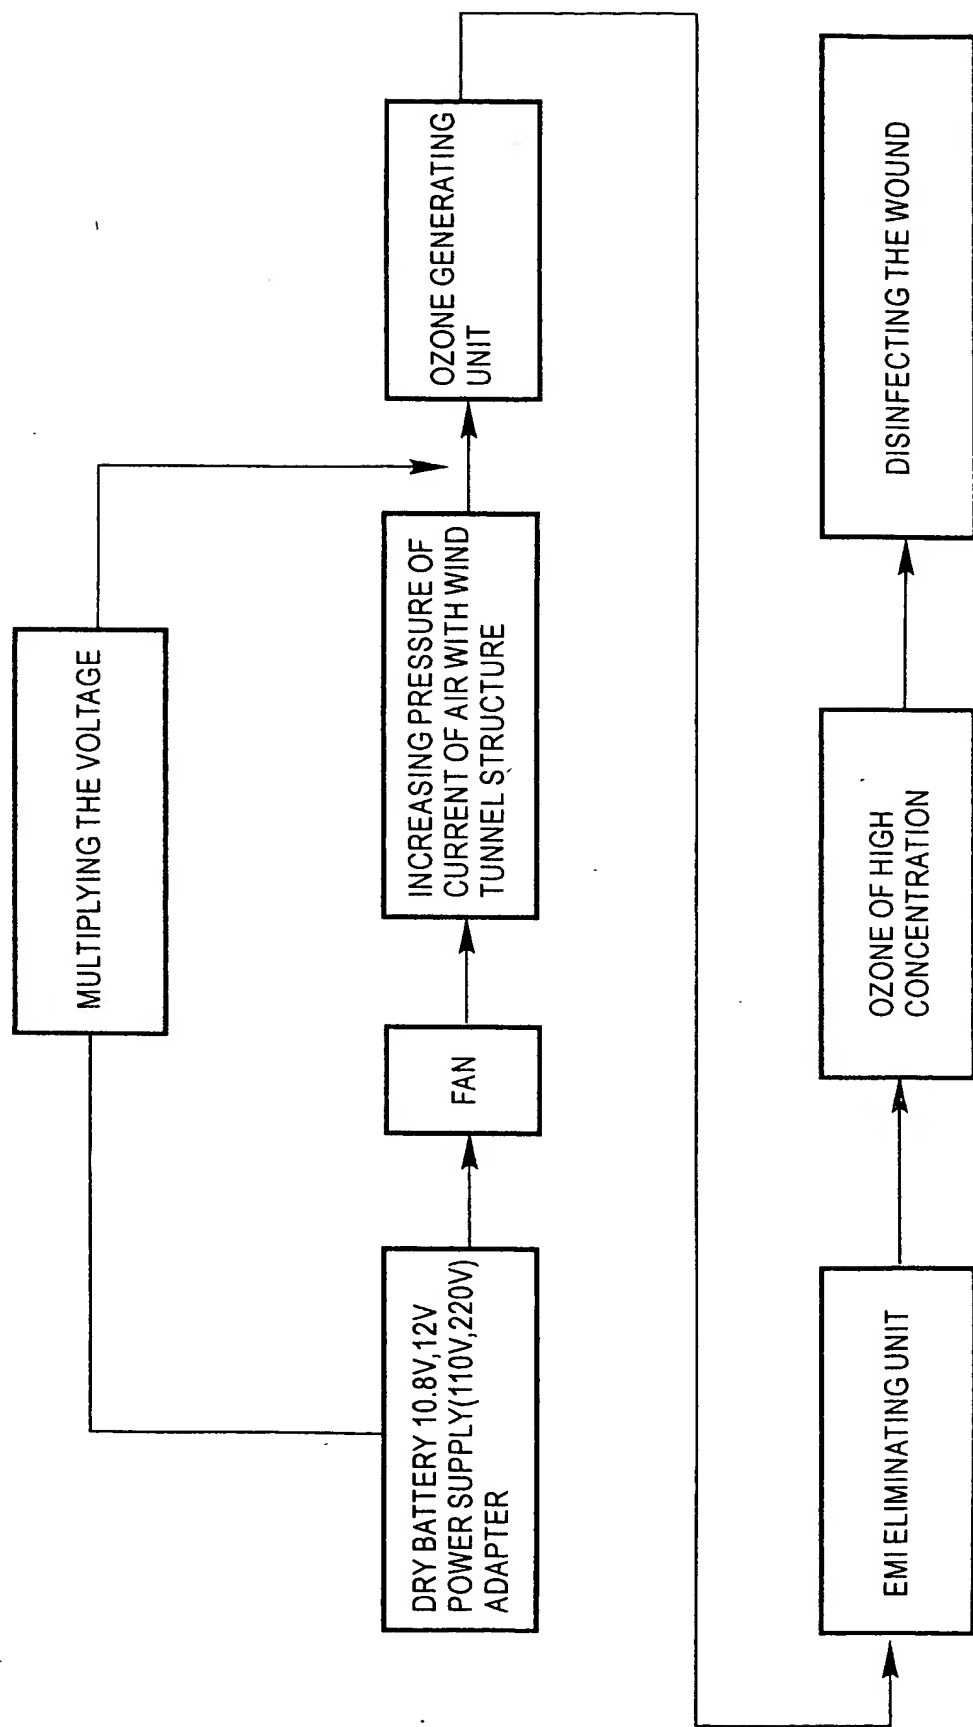 MULTIPLYING THE VOLTAGE
DRY BATTERY 10.8V,12V
POWER SUPPLY(110V,220V)
ADAPTER
FAN
INCREASING PRESSURE OF
CURRENT OF AIR WITH WIND
TUNNEL STRUCTURE
OZONE GENERATING
UNIT
EMI ELIMINATING UNIT
OZONE OF HIGH
CONCENTRATION
DISINFECTING THE WOUND